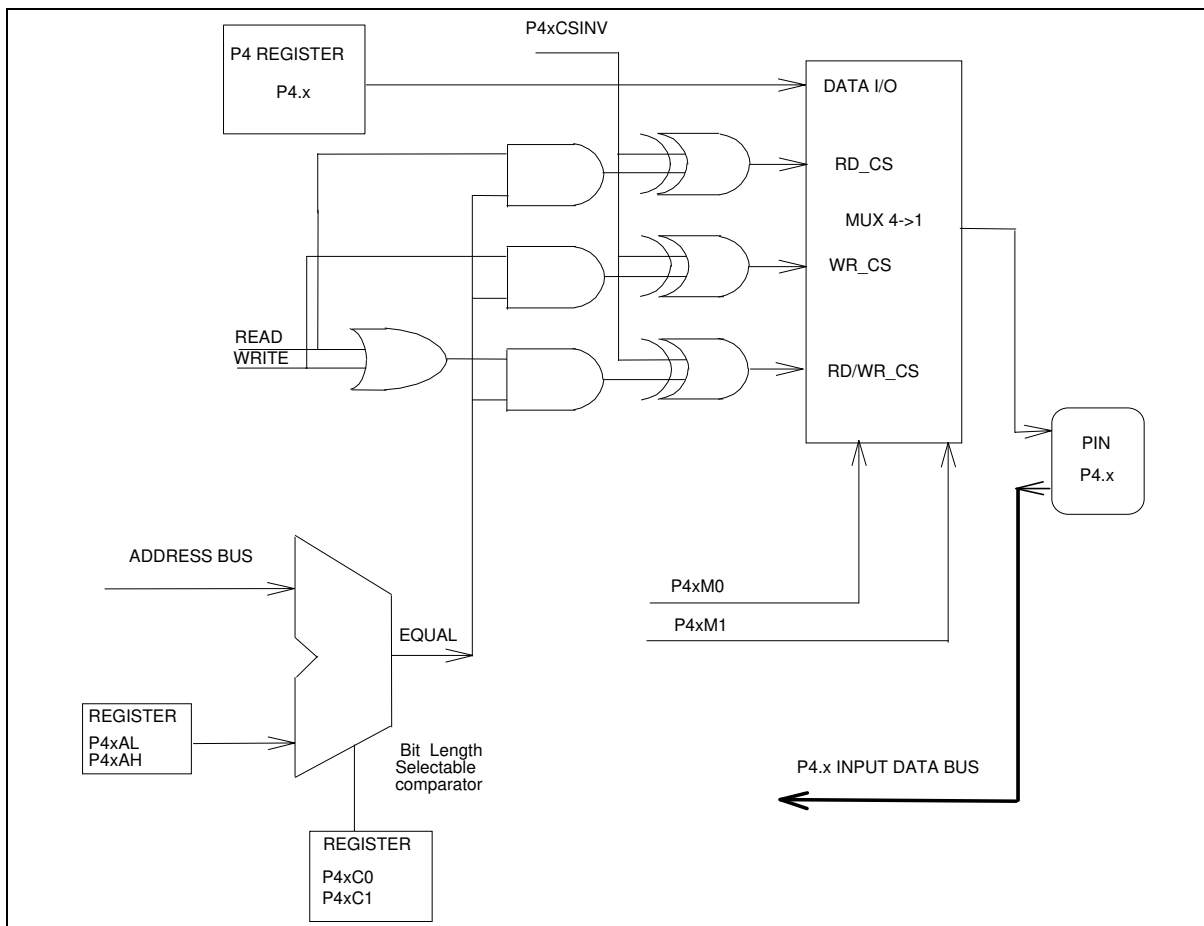 P4xCSINV
P4 REGISTER
P4.x
DATA I/O
RD_CS
MUX 4->1
WR_CS
READ
WRITE
RD/WR_CS
PIN
P4.x
ADDRESS BUS
P4xM0
P4xM1
EQUAL
REGISTER
P4xAL
P4xAH
Bit Length
Selectable
comparator
P4.x INPUT DATA BUS
REGISTER
P4xC0
P4xC1